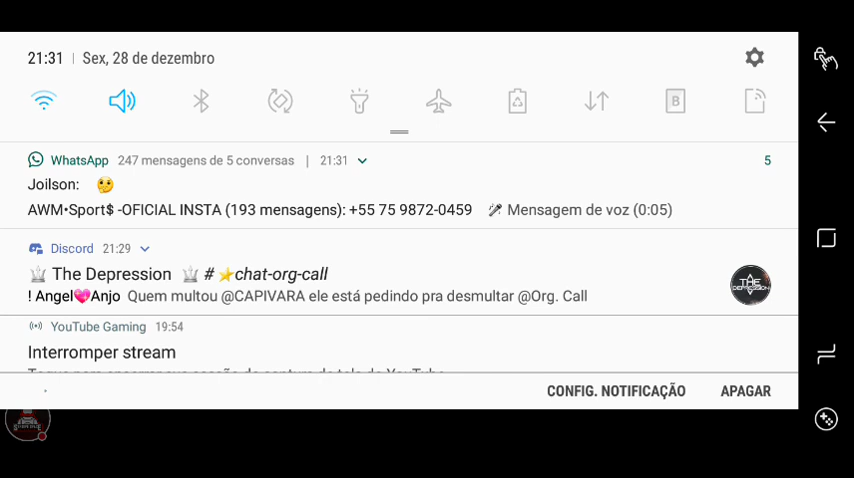 21:31 | Sex, 28 de dezembro
B
WhatsApp 247 mensagens de 5 conversas | 21:31 5
Joilson: 🤔
AWM•Sport$ -OFICIAL INSTA (193 mensagens): +55 75 9872-0459 🎤 Mensagem de voz (0:05)
Discord 21:29
The Depression # ⭐chat-org-call
! Angel💖Anjo Quem multou @CAPIVARA ele está pedindo pra desmultar @Org. Call
THE
DEPRESSION
YouTube Gaming 19:54
Interromper stream
CONFIG. NOTIFICAÇÃO APAGAR